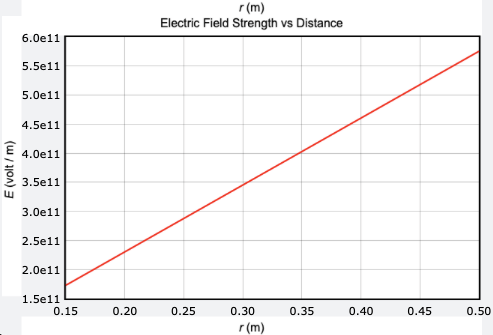 r (m)
Electric Field Strength vs Distance
6.0e11
5.5e11
5.0e11
4.5e11
4.0e11
3.5e11
3.0e11
2.5e11
2.0e11
1.5e11
E (volt / m)
0.15 0.20 0.25 0.30 0.35 0.40 0.45 0.50
r (m)